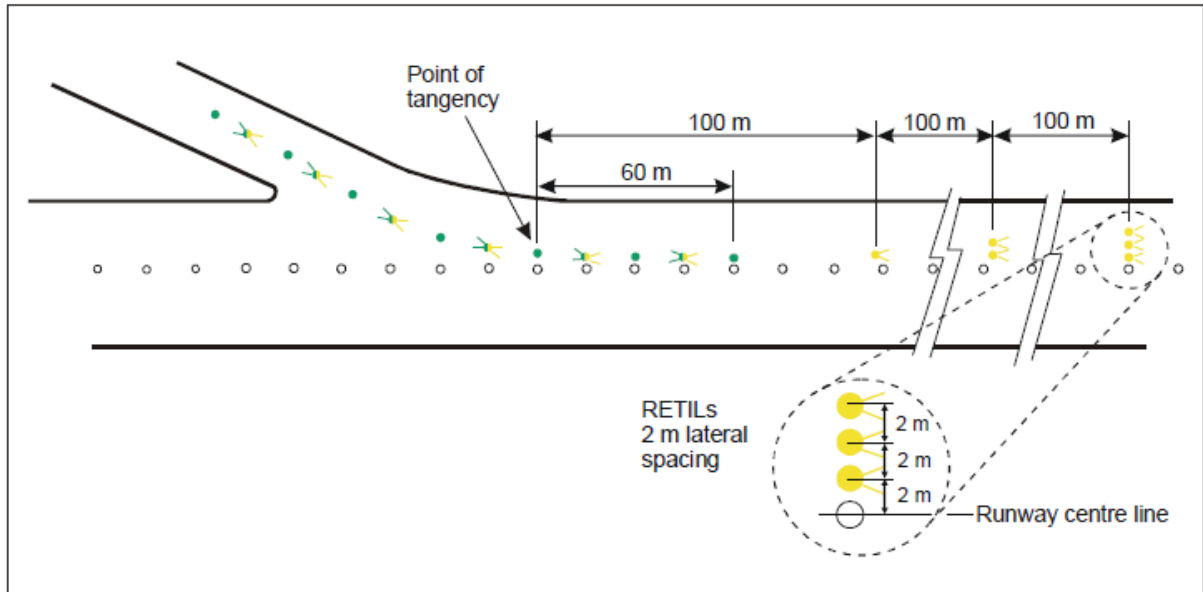 Point of
tangency
100 m
100 m
100 m
60 m
RETILs
2 m lateral
spacing
2 m
2 m
2 m
Runway centre line